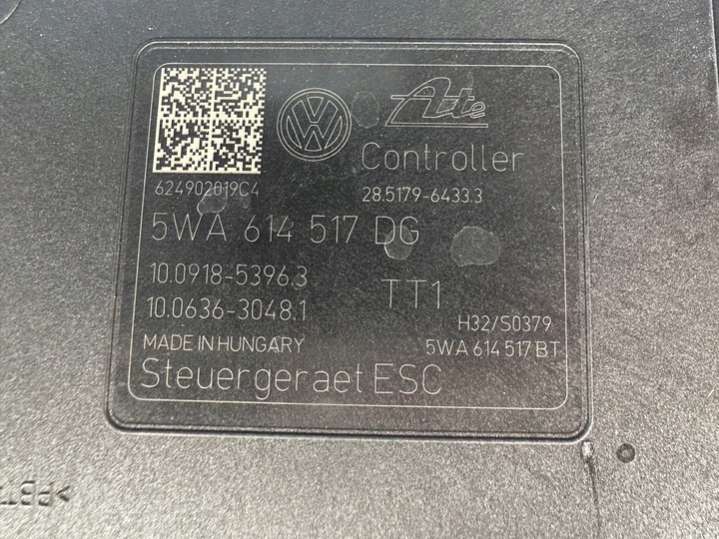 Ate
Controller
624902019C4
28.5179-6433.3
5WA 614 517 DG
10.0918-5396.3
TT1
10.0636-3048.1
H32/S0379
MADE IN HUNGARY
5WA 614 517 BT
Steuergeraet ESC